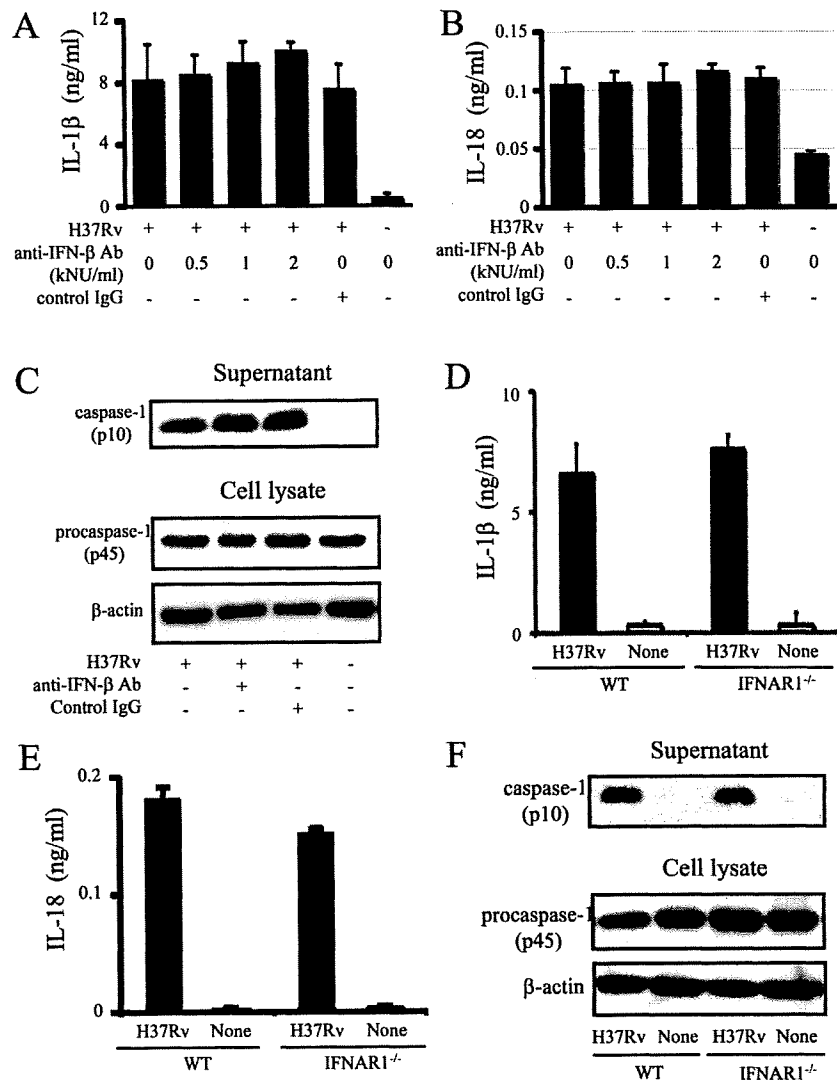 A
IL-1β (ng/ml)
12
8
4
0
H37Rv + + + + + -
anti-IFN-β Ab (kNU/ml) 0 0.5 1 2 0 0
control IgG - - - - + -
B
IL-18 (ng/ml)
0.15
0.1
0.05
0
H37Rv + + + + + -
anti-IFN-β Ab (kNU/ml) 0 0.5 1 2 0 0
control IgG - - - - + -
C
Supernatant
caspase-1
(p10)
Cell lysate
procaspase-1
(p45)
β-actin
H37Rv + + + -
anti-IFN-β Ab - + - -
Control IgG - - + -
D
IL-1β (ng/ml)
10
5
0
H37Rv None H37Rv None
WT IFNAR1-/-
E
IL-18 (ng/ml)
0.2
0.1
0
H37Rv None H37Rv None
WT IFNAR1-/-
F
Supernatant
caspase-1
(p10)
Cell lysate
procaspase-1
(p45)
β-actin
H37Rv None H37Rv None
WT IFNAR1-/-